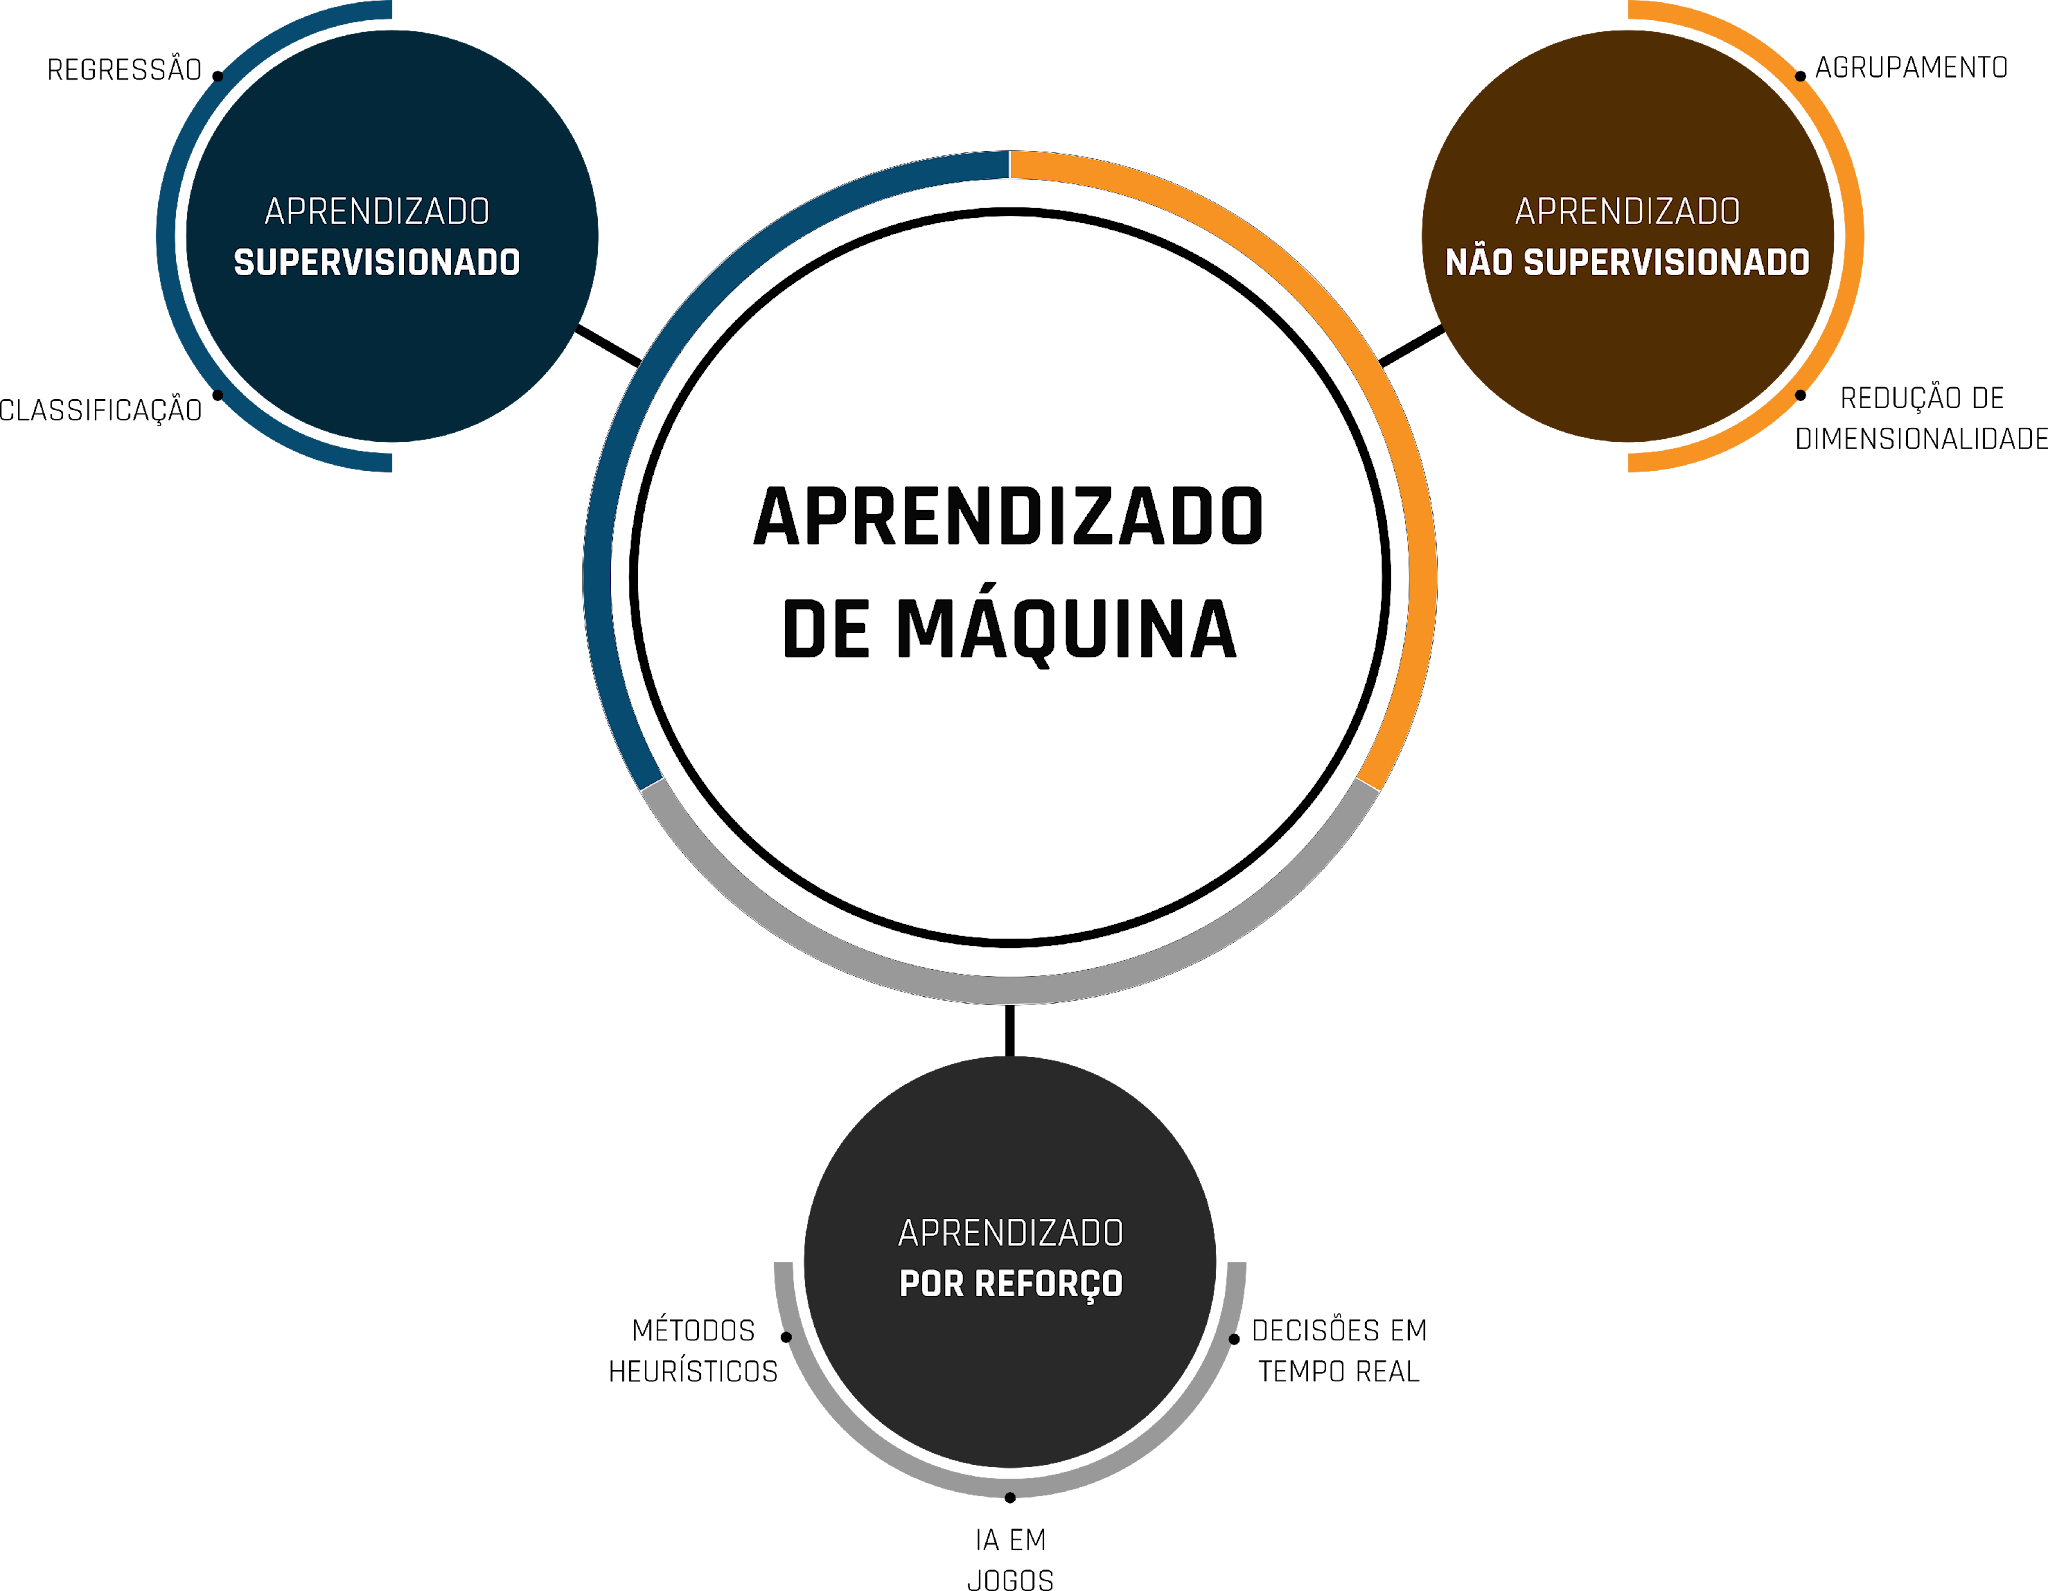 REGRESSÃO
CLASSIFICAÇÃO
APRENDIZADO
SUPERVISIONADO
AGRUPAMENTO
REDUÇÃO DE
DIMENSIONALIDADE
APRENDIZADO
NÃO SUPERVISIONADO
APRENDIZADO
DE MÁQUINA
APRENDIZADO
POR REFORÇO
MÉTODOS
HEURÍSTICOS
IA EM
JOGOS
DECISÕES EM
TEMPO REAL